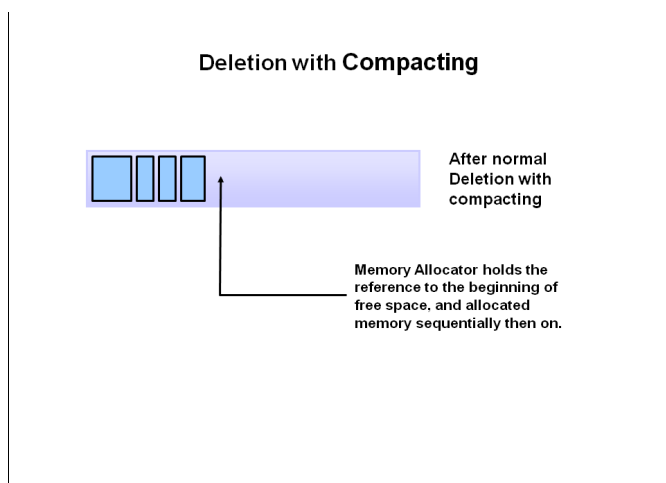 Deletion with Compacting
After normal
Deletion with
compacting
Memory Allocator holds the
reference to the beginning of
free space, and allocated
memory sequentially then on.